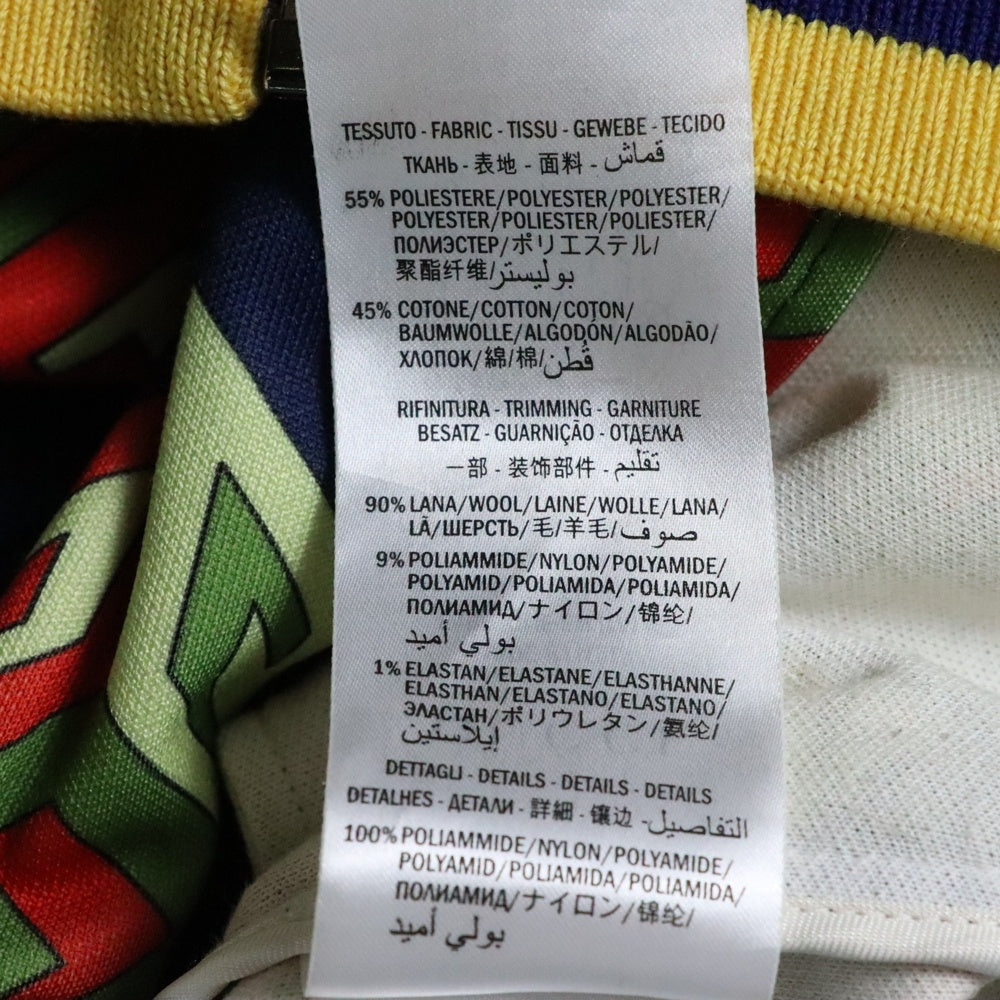 TESSUTO - FABRIC - TISSU - GEWEBE - TECIDO
ТКАНЬ - 表地 - 面料 - قماش
55% POLIESTERE/POLYESTER/POLYESTER/
POLYESTER/POLIESTER/POLIESTER/
ПОЛИЭСТЕР/ポリエステル/
聚酯纤维/بوليستر
45% COTONE/COTTON/COTON/
BAUMWOLLE/ALGODÓN/ALGODÃO/
ХЛОПОК/綿/棉/قُطن
RIFINITURA - TRIMMING - GARNITURE
BESATZ - GUARNIÇÃO - ОТДЕЛКА
一部 - 装饰部件 - تقليم
90% LANA/WOOL/LAINE/WOLLE/LANA/
LÃ/ШЕРСТЬ/毛/羊毛/صوف
9% POLIAMMIDE/NYLON/POLYAMIDE/
POLYAMID/POLIAMIDA/POLIAMIDA/
ПОЛИАМИД/ナイロン/锦纶/
بولي أميد
1% ELASTAN/ELASTANE/ELASTHANNE/
ELASTHAN/ELASTANO/ELASTANO/
ЭЛАСТАН/ポリウレタン/氨纶/
إيلاستين
DETTAGLI - DETAILS - DETAILS - DETAILS
DETALHES - ДЕТАЛИ - 詳細 - 镶边 - التفاصيل
100% POLIAMMIDE/NYLON/POLYAMIDE/
POLYAMID/POLIAMIDA/POLIAMIDA/
ПОЛИАМИД/ナイロン/锦纶/
بولي أميد